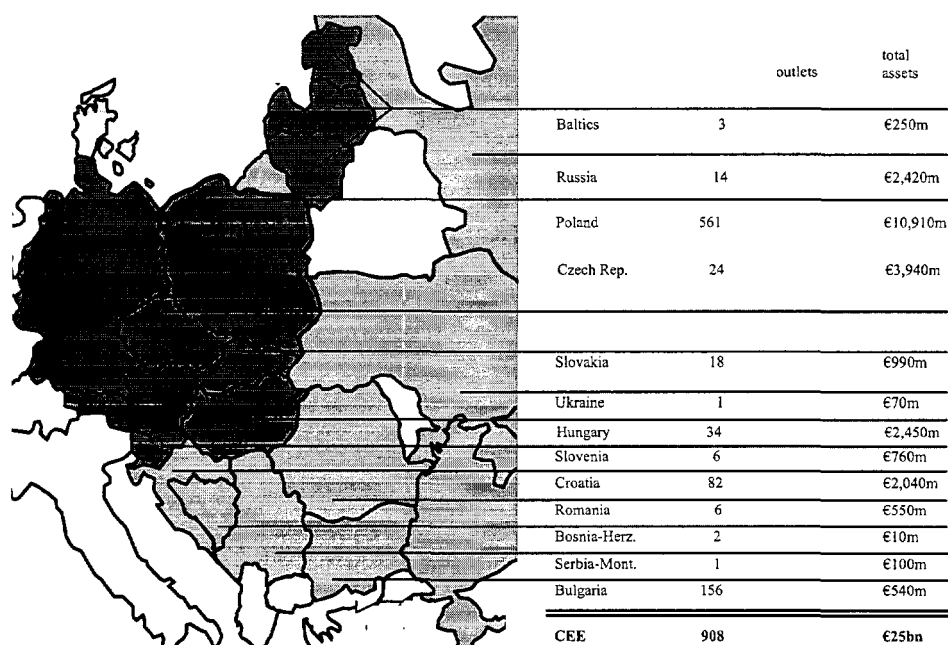 outlets total assets
Baltics 3 €250m
Russia 14 €2,420m
Poland 561 €10,910m
Czech Rep. 24 €3,940m
Slovakia 18 €990m
Ukraine 1 €70m
Hungary 34 €2,450m
Slovenia 6 €760m
Croatia 82 €2,040m
Romania 6 €550m
Bosnia-Herz. 2 €10m
Serbia-Mont. 1 €100m
Bulgaria 156 €540m
CEE 908 €25bn